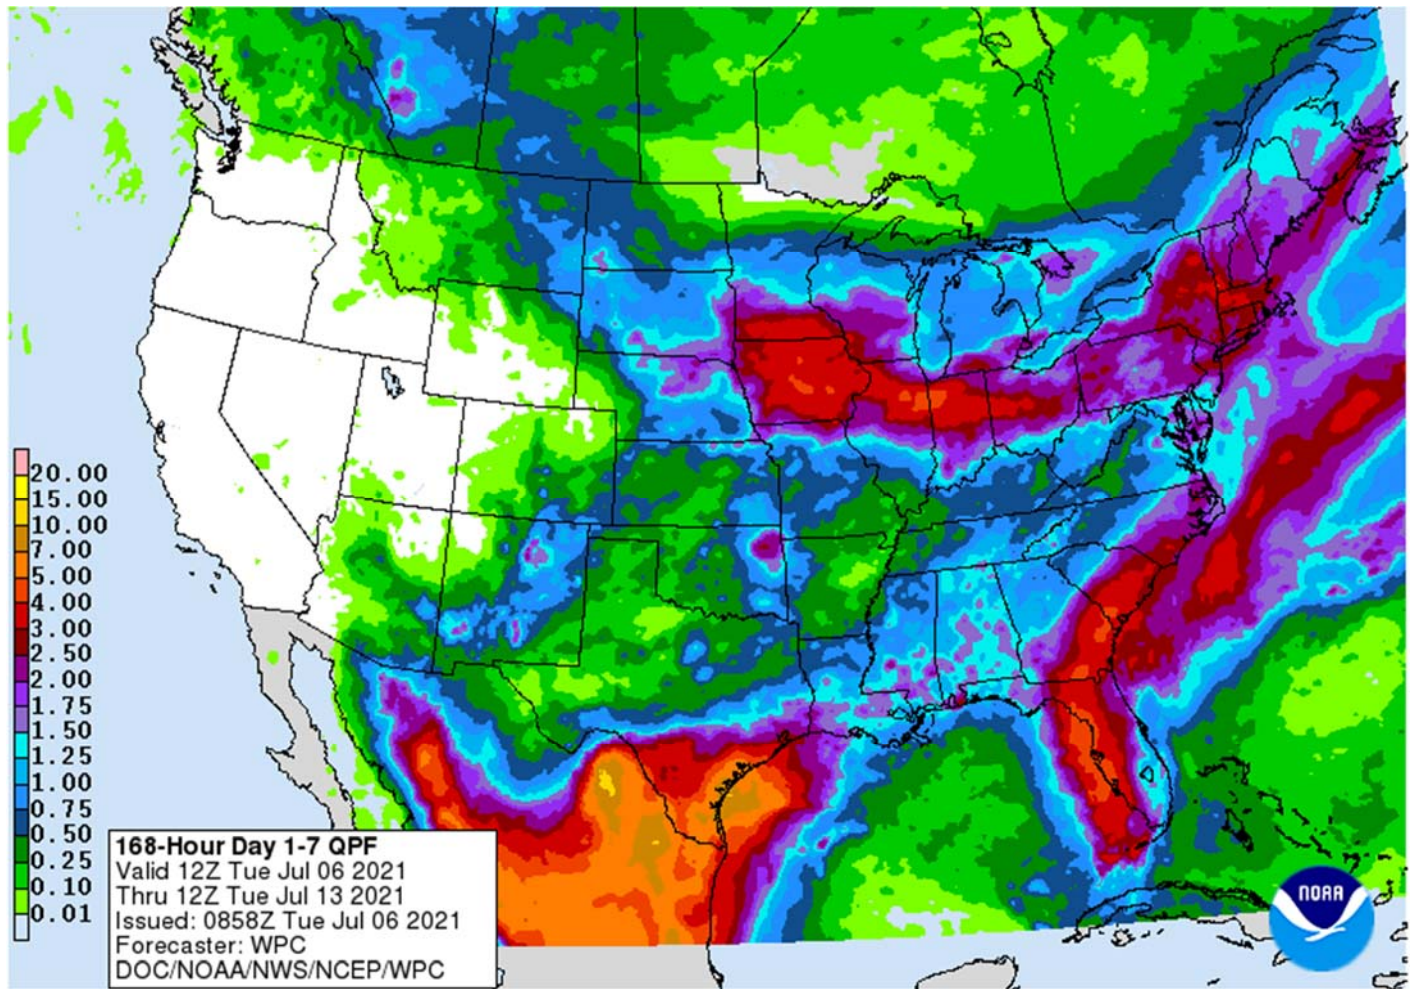 20.00
15.00
10.00
7.00
5.00
4.00
3.00
2.50
2.00
1.75
1.50
1.25
1.00
0.75
0.50
0.25
0.10
0.01
168-Hour Day 1-7 QPF
Valid 12Z Tue Jul 06 2021
Thru 12Z Tue Jul 13 2021
Issued: 0858Z Tue Jul 06 2021
Forecaster: WPC
DOC/NOAA/NWS/NCEP/WPC
NOAA